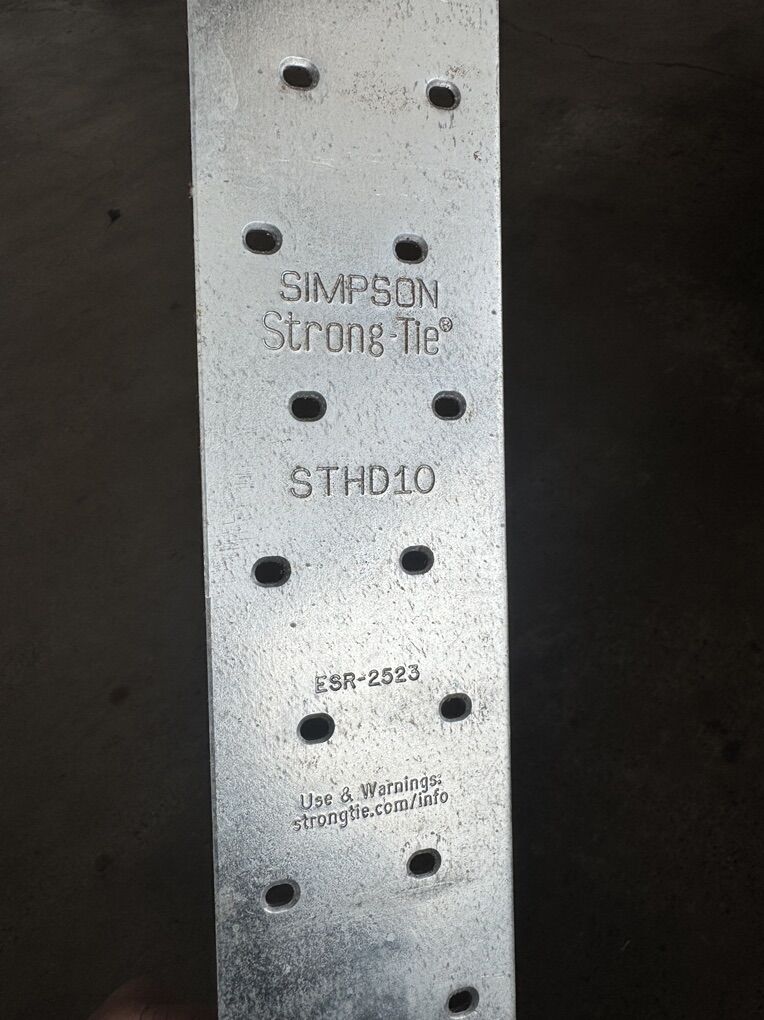 SIMPSON
Strong-Tie®
STHD10
ESR-2523
Use & Warnings:
strongtie.com/info